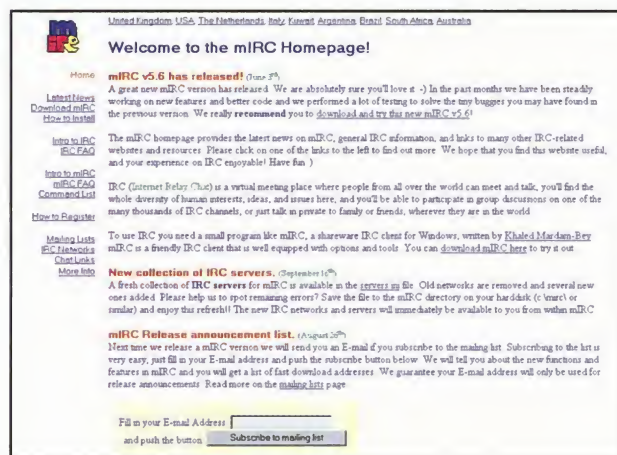 United Kingdom, USA, The Netherlands, Italy, Kuwait, Argentina, Brazil, South Africa, Australia
mIRC
Welcome to the mIRC Homepage!
Home
Latest News
Download mIRC
How to Install
Intro to IRC
IRC FAQ
Intro to mIRC
mIRC FAQ
Command List
How to Register
Mailing Lists
IRC Networks
Chat Links
More Info
mIRC v5.6 has released! (June 3th)
A great new mIRC version has released. We are absolutely sure you'll love it :-) In the past months we have been steadily
working on new features and better code and we performed a lot of testing to solve the tiny buggies you may have found in
the previous version. We really recommend you to download and try this new mIRC v5.6!
The mIRC homepage provides the latest news on mIRC, general IRC information, and links to many other IRC-related
websites and resources. Please click on one of the links to the left to find out more. We hope that you find this website useful,
and your experience on IRC enjoyable! Have fun :)
IRC (Internet Relay Chat) is a virtual meeting place where people from all over the world can meet and talk, you'll find the
whole diversity of human interests, ideas, and issues here, and you'll be able to participate in group discussions on one of the
many thousands of IRC channels, or just talk in private to family or friends, wherever they are in the world.
To use IRC you need a small program like mIRC, a shareware IRC client for Windows, written by Khaled Mardam-Bey.
mIRC is a friendly IRC client that is well equipped with options and tools. You can download mIRC here to try it out.
New collection of IRC servers. (September 16th)
A fresh collection of IRC servers for mIRC is available in the servers.ini file. Old networks are removed and several new
ones added. Please help us to spot remaining errors? Save the file to the mIRC directory on your harddisk (c:\mirc\ or
similar) and enjoy this refresh!! The new IRC networks and servers will immediately be available to you from within mIRC.
mIRC Release announcement list. (August 26th)
Next time we release a mIRC version we will send you an E-mail if you subscribe to the mailing list. Subscribing to the list is
very easy, just fill in your E-mail address and push the subscribe button below. We will tell you about the new functions and
features in mIRC and you will get a list of fast download addresses. We guarantee your E-mail address will only be used for
release announcements. Read more on the mailing lists page.
Fill in your E-mail Address
and push the button Subscribe to mailing list